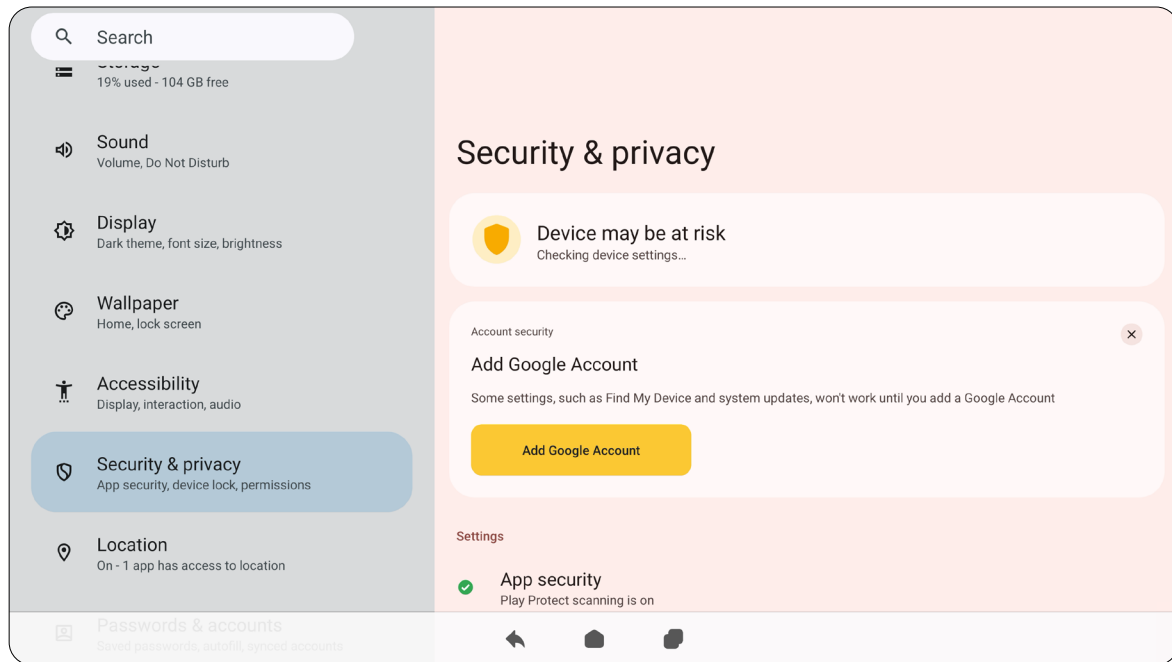 Search
Storage
19% used - 104 GB free
Sound
Volume, Do Not Disturb
Display
Dark theme, font size, brightness
Wallpaper
Home, lock screen
Accessibility
Display, interaction, audio
Security & privacy
App security, device lock, permissions
Location
On - 1 app has access to location
Passwords & accounts
Saved passwords, autofill, synced accounts
Security & privacy
Device may be at risk
Checking device settings...
Account security
Add Google Account
Some settings, such as Find My Device and system updates, won't work until you add a Google Account
Add Google Account
Settings
App security
Play Protect scanning is on